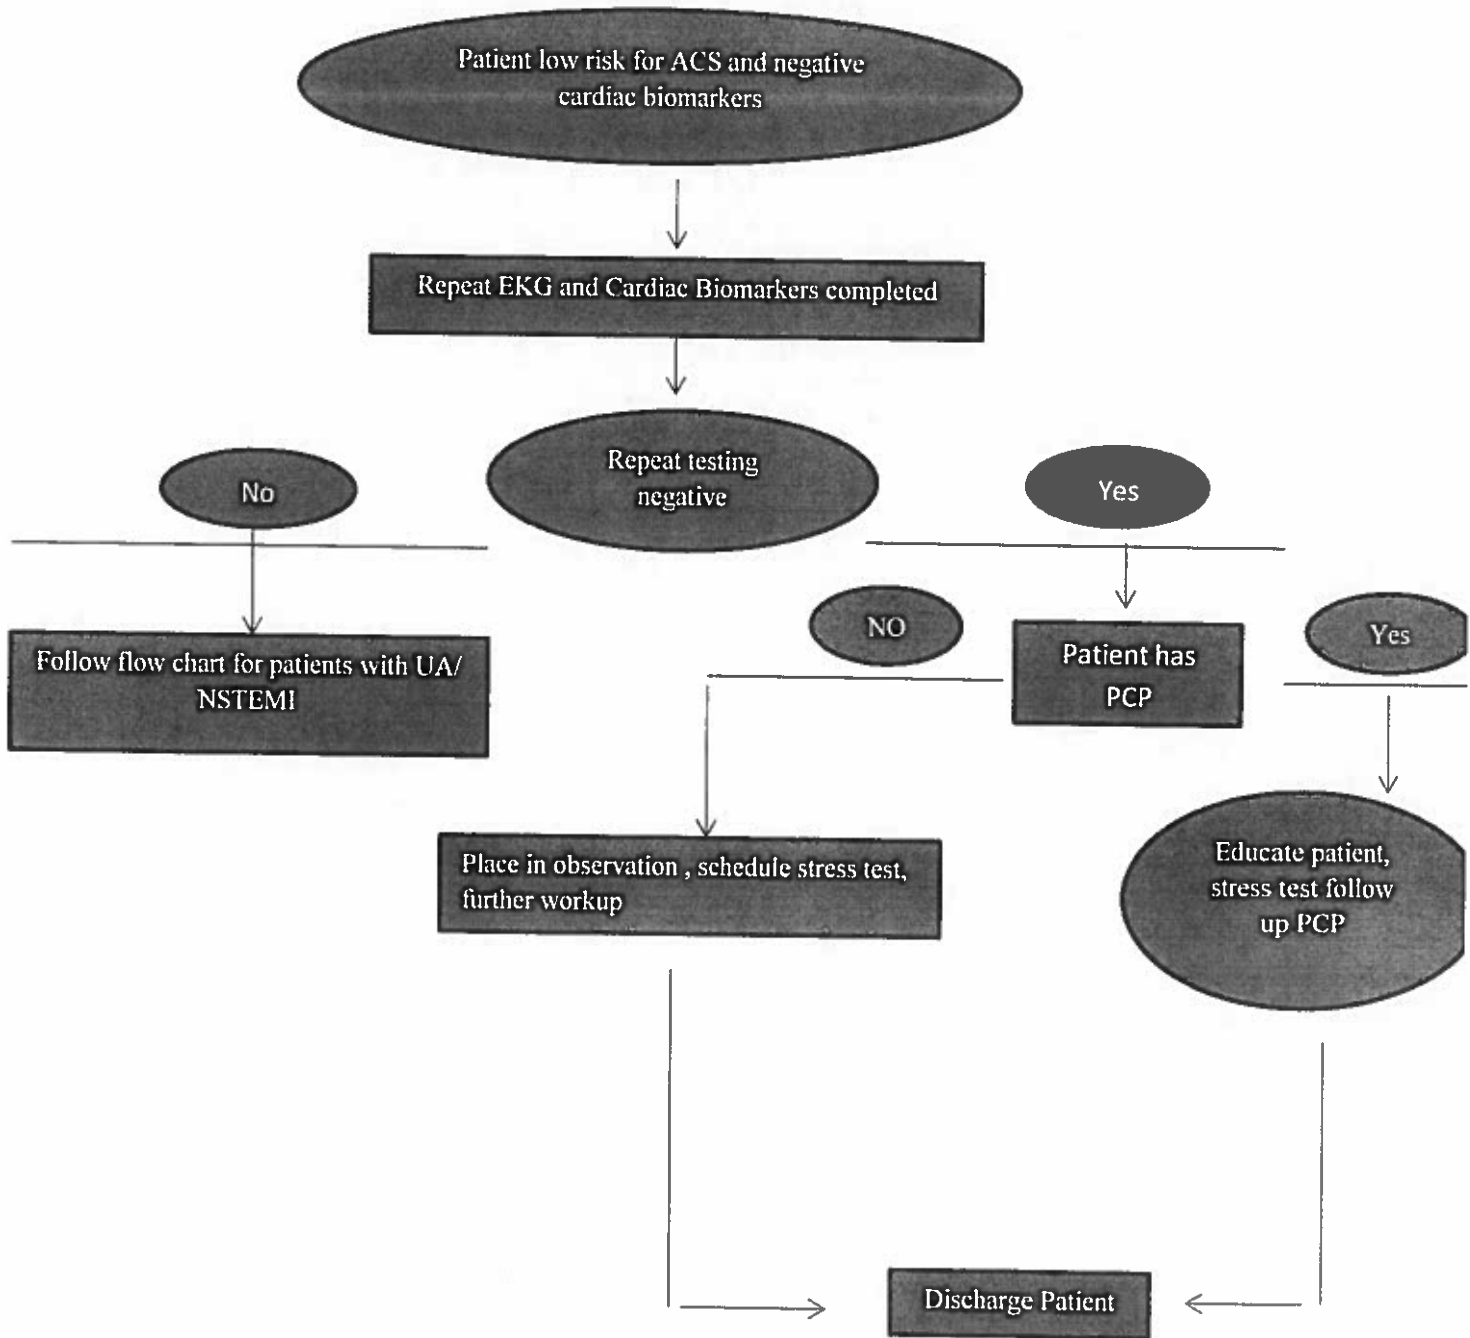 Patient low risk for ACS and negative
cardiac biomarkers
Repeat EKG and Cardiac Biomarkers completed
Repeat testing
negative
No
Yes
Follow flow chart for patients with UA/
NSTEMI
NO
Patient has
PCP
Yes
Place in observation , schedule stress test,
further workup
Educate patient,
stress test follow
up PCP
Discharge Patient